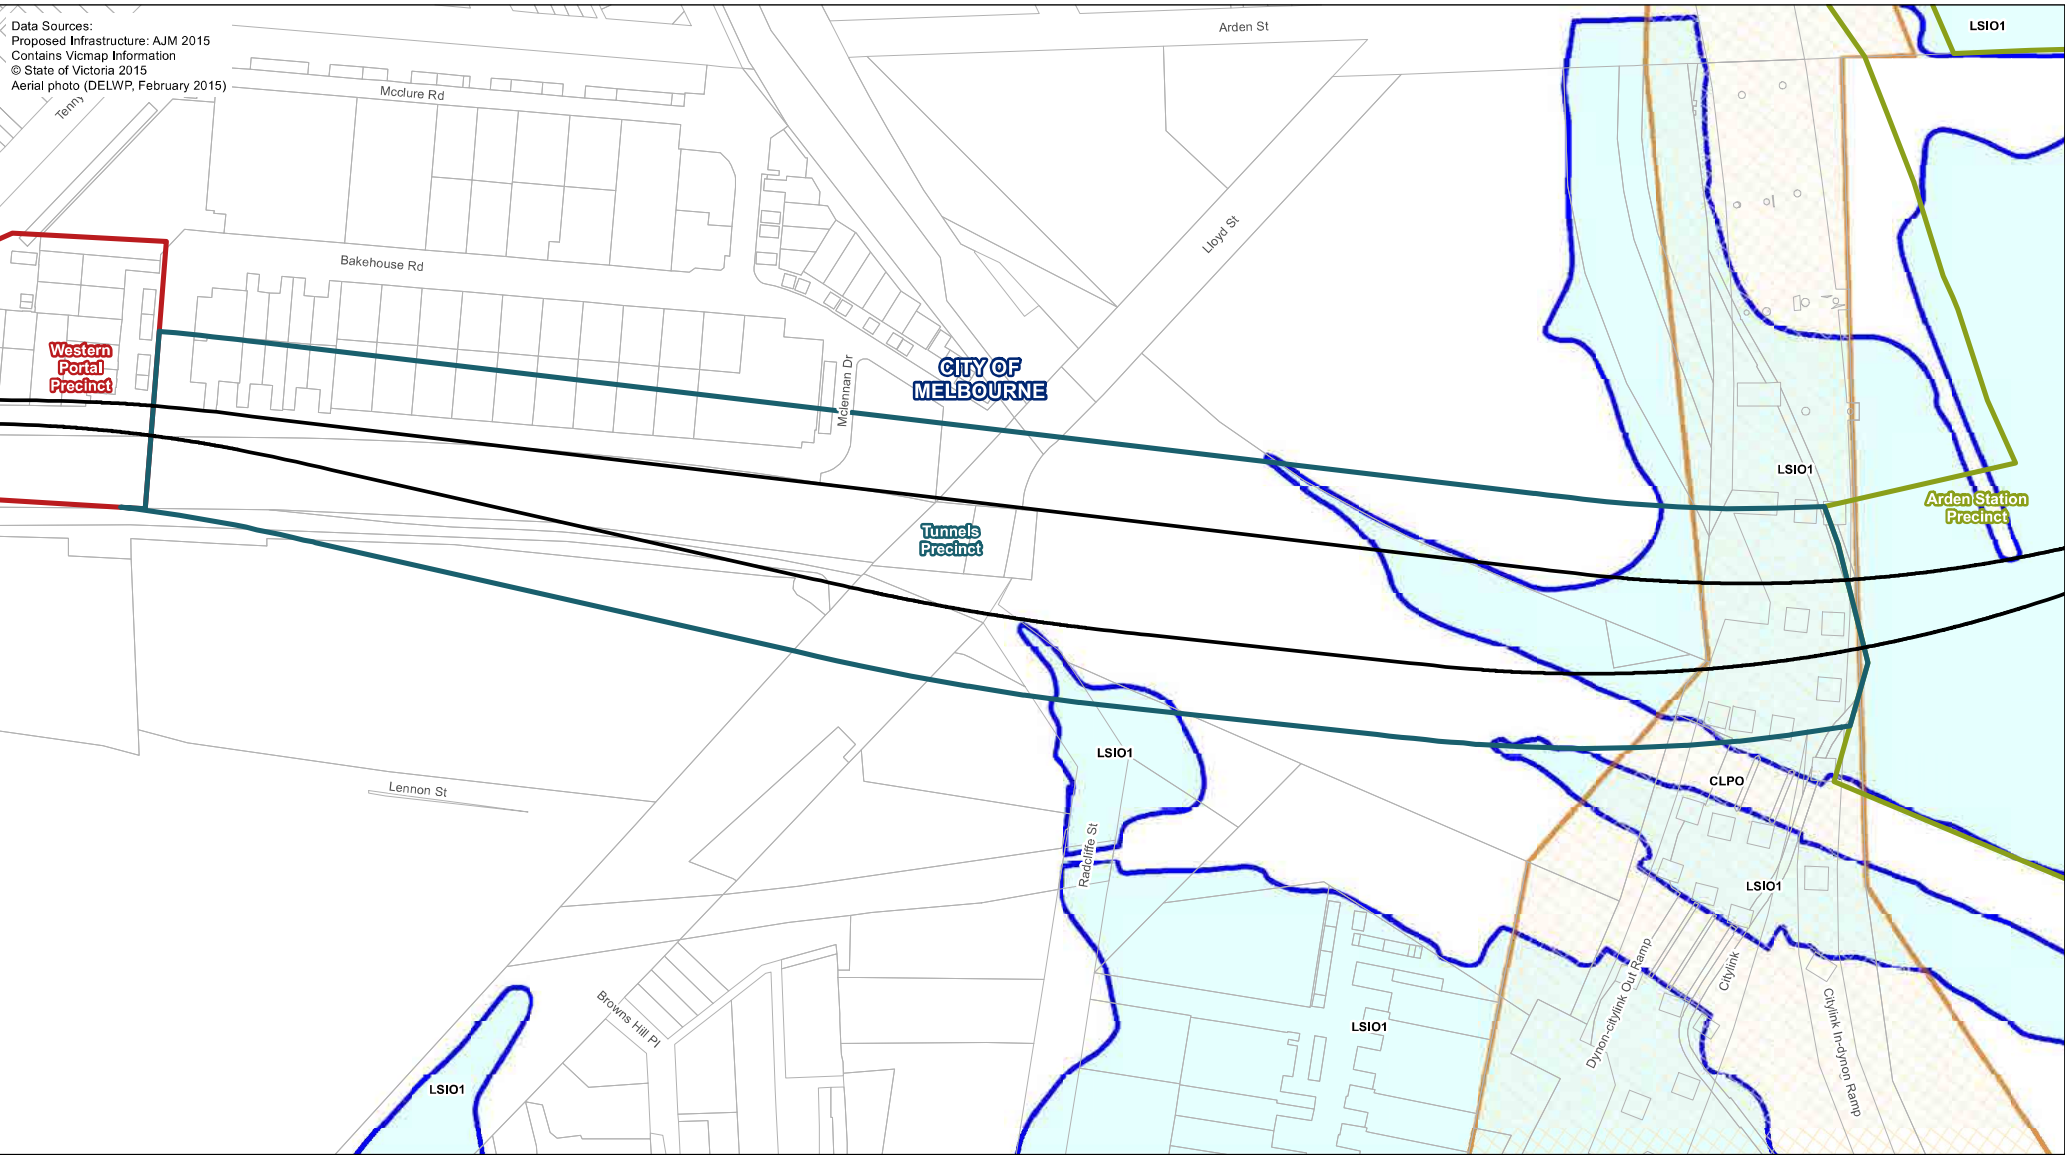 Data Sources:
Proposed Infrastructure: AJM 2015
Contains Vicmap Information
© State of Victoria 2015
Aerial photo (DELWP, February 2015)
Arden St
LSIO1
Mcclure Rd
Tenny
Lloyd St
Bakehouse Rd
Western
Portal
Precinct
CITY OF
MELBOURNE
Mclennan Dr
LSIO1
Arden Station
Precinct
Tunnels
Precinct
LSIO1
CLPO
Lennon St
Radcliffe St
LSIO1
Citylink
Dynon-citylink Out Ramp
Browns Hill Pl
LSIO1
Citylink In-dynon Ramp
LSIO1